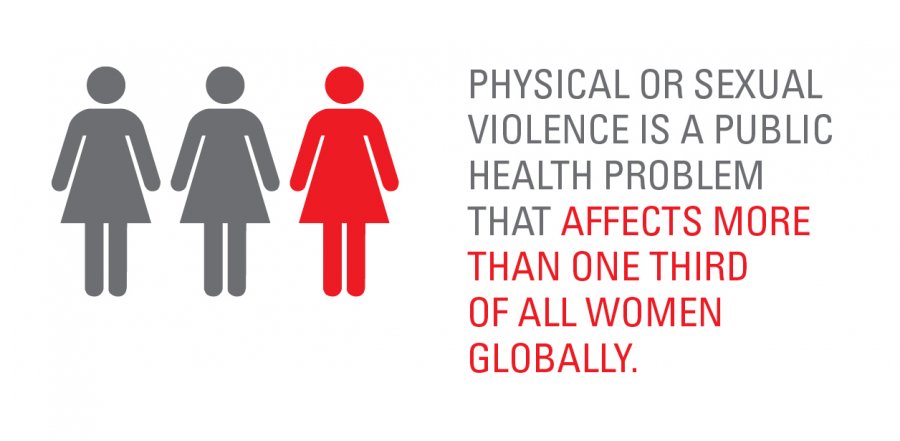 PHYSICAL OR SEXUAL
VIOLENCE IS A PUBLIC
HEALTH PROBLEM
THAT AFFECTS MORE
THAN ONE THIRD
OF ALL WOMEN
GLOBALLY.